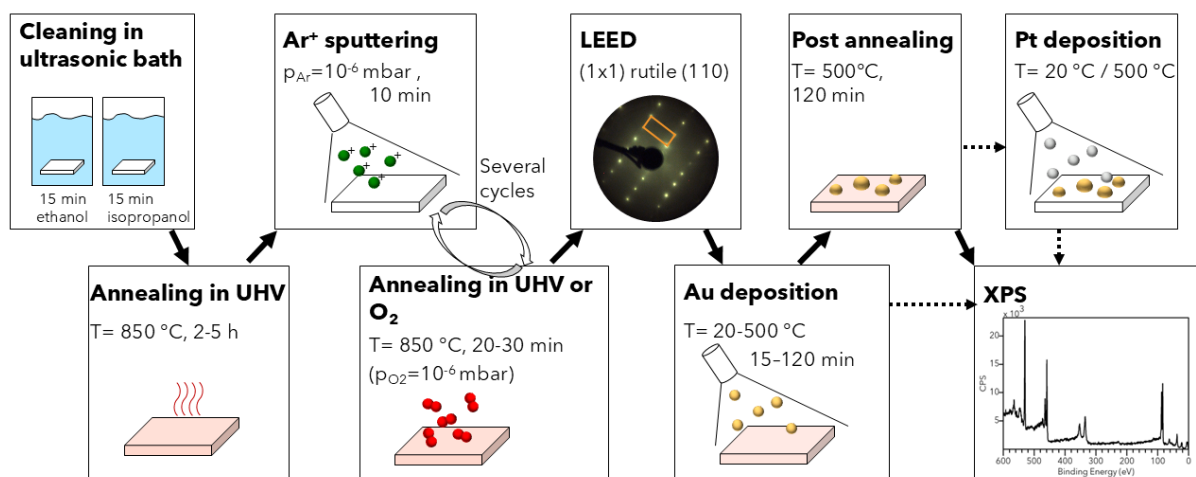 Cleaning in
ultrasonic bath
15 min
ethanol
15 min
isopropanol
Annealing in UHV
T= 850 °C, 2-5 h
Ar⁺ sputtering
p_Ar=10⁻⁶ mbar ,
10 min
+
+
+
+
+
Several
cycles
Annealing in UHV or
O₂
T= 850 °C, 20-30 min
(p_O2=10⁻⁶ mbar)
LEED
(1x1) rutile (110)
Au deposition
T= 20-500 °C
15–120 min
Post annealing
T= 500°C,
120 min
Pt deposition
T= 20 °C / 500 °C
XPS
x 10³
20
15
10
5
CPS
600 500 400 300 200 100 0
Binding Energy (eV)